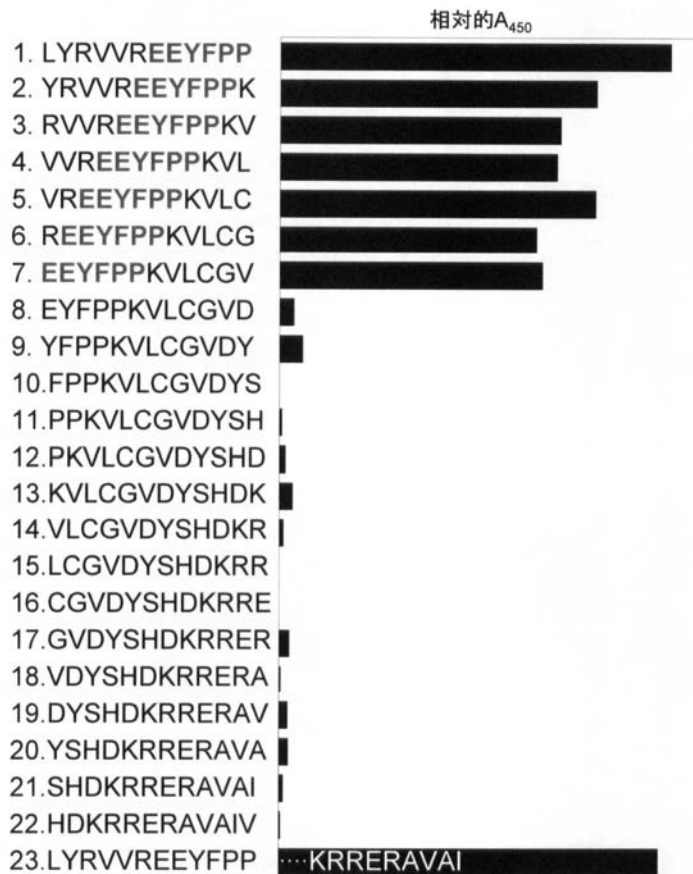 相対的A450
1. LYRVVREEYFPP
2. YRVVREEYFPPK
3. RVVREEYFPPKV
4. VVREEYFPPKVL
5. VREEYFPPKVLC
6. REEYFPPKVLCG
7. EEYFPPKVLCGV
8. EYFPPKVLCGVD
9. YFPPKVLCGVDY
10.FPPKVLCGVDYS
11.PPKVLCGVDYSH
12.PKVLCGVDYSHD
13.KVLCGVDYSHDK
14.VLCGVDYSHDKR
15.LCGVDYSHDKRR
16.CGVDYSHDKRRE
17.GVDYSHDKRRER
18.VDYSHDKRRERA
19.DYSHDKRRERAV
20.YSHDKRRERAVA
21.SHDKRRERAVAI
22.HDKRRERAVAIV
23.LYRVVREEYFPP ····KRRERAVAI